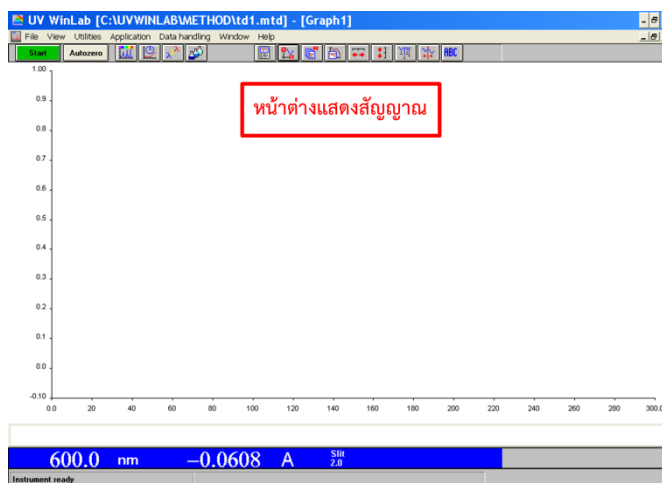 UV WinLab [C:\UVWINLAB\METHOD\td1.mtd] - [Graph1]
File View Utilities Application Data handling Window Help
Start Autozero ABC
หน้าต่างแสดงสัญญาณ
1.00
0.9
0.8
0.7
0.6
0.5
0.4
0.3
0.2
0.1
0.0
-0.10
0.0 20 40 60 80 100 120 140 160 180 200 220 240 260 280 300.0
600.0 nm −0.0608 A Slit
2.0
Instrument ready